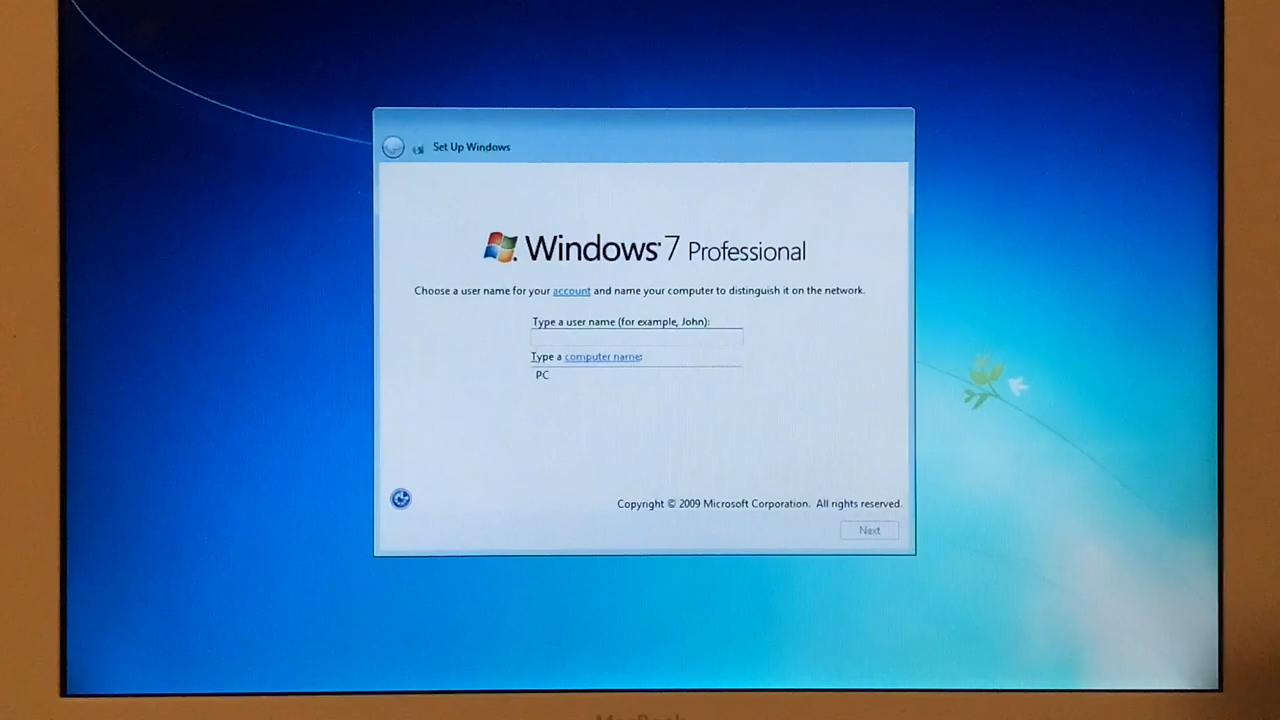 Set Up Windows
Windows 7 Professional
Choose a user name for your account and name your computer to distinguish it on the network.
Type a user name (for example, John):
Type a computer name:
PC
Copyright © 2009 Microsoft Corporation. All rights reserved.
Next
MacBook